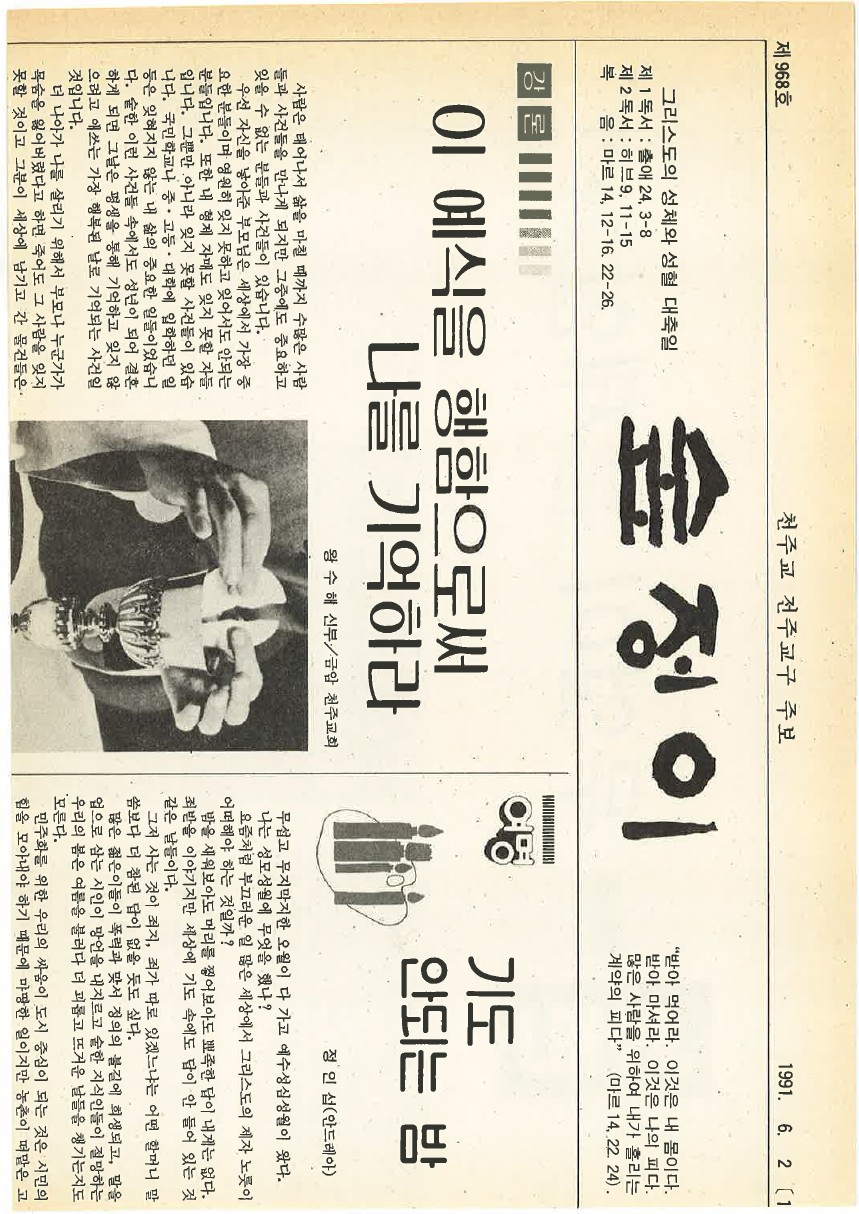 제 968호
천주교 전주교구 주보
1991. 6. 2 〔1
그리스도의 성체와 성혈 대축일
제 1 독서 : 출애 24, 3-8
제 2 독서 : 히브 9, 11-15
복 음 : 마르 14, 12-16. 22-26.
숲정이
"받아 먹어라. 이것은 내 몸이다.
받아 마셔라. 이것은 나의 피다.
많은 사람을 위하여 내가 흘리는
계약의 피다" (마르 14, 22. 24).
강론
이 예식을 행함으로써
나를 기억하라
왕 수 해 신부/금암 천주교회
사람은 태어나서 삶을 마칠 때까지 수많은 사람
들과 사건들을 만나게 되지만 그중에도 중요하고
잊을 수 없는 분들과 사건들이 있습니다.
우선 자신을 낳아준 부모님은 세상에서 가장 중
요한 분들이며 영원히 잊지 못하고 잊어서도 안되는
분들입니다. 또한 내 형제 자매도 잊지 못할 자들
입니다. 그뿐만 아니라 잊지 못할 사건들이 있습
니다. 국민학교나 중·고등·대학에 입학하던 일
등은 잊혀지지 않는 내 삶의 중요한 일들이었습니
다. 숱한 이런 사건들 속에서도 성년이 되어 결혼
하게 되면 그날은 평생을 통해 기억하고 잊지 않
으려고 애쓰는 가장 행복된 날로 기억되는 사건일
것입니다.
더 나아가 나를 살리기 위해서 부모나 누군가가
목숨을 잃어버렸다고 하면 죽어도 그 사람을 잊지
못할 것이고 그분이 세상에 남기고 간 물건들은.
여명
기도
안되는 밤
정 인 섭(안드레아)
무섭고 무지막지한 오월이 다 가고 예수성심성월이 왔다.
나는 성모성월에 무엇을 했나?
요즘처럼 부끄러운 일 많은 세상에서 그리스도의 제자 노릇이
어떠해야 하는 것일까?
밤을 새워보아도 머리를 쥐어보아도 뾰족한 답이 내게는 없다.
죄반을 이야기지만 세상에 기도 속에도 답이 안 들어 있는 것
같은 날들이다.
그저 사는 것이 죄지, 죄가 따로 있겠느냐는 어떤 할머니 말
씀보다 더 참된 답이 없을 듯도 싶다.
많은 젊은이들이 폭력과 맞서 정의의 불길에 희생되고, 밥을
업으로 삼는 시인이 망언을 내지르고 숱한 지식인들이 절망하는
우리의 봄은 여름을 불러다 더 괴롭고 뜨거운 날들을 챙기는지도
모른다.
민주화를 위한 우리의 싸움이 도시 중심이 되는 것은 시민의
힘을 모아내야 하기 때문에 마땅한 일이지만 농촌이 며칠은 고